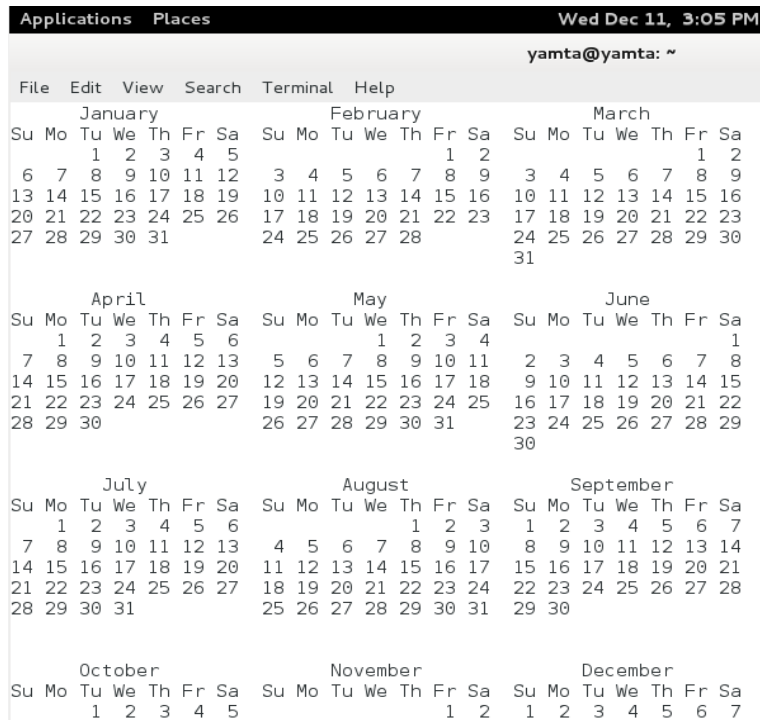 Applications Places Wed Dec 11, 3:05 PM
yamta@yamta: ~
File Edit View Search Terminal Help
January February March
Su Mo Tu We Th Fr Sa Su Mo Tu We Th Fr Sa Su Mo Tu We Th Fr Sa
1 2 3 4 5 1 2 1 2
6 7 8 9 10 11 12 3 4 5 6 7 8 9 3 4 5 6 7 8 9
13 14 15 16 17 18 19 10 11 12 13 14 15 16 10 11 12 13 14 15 16
20 21 22 23 24 25 26 17 18 19 20 21 22 23 17 18 19 20 21 22 23
27 28 29 30 31 24 25 26 27 28 24 25 26 27 28 29 30
31
April May June
Su Mo Tu We Th Fr Sa Su Mo Tu We Th Fr Sa Su Mo Tu We Th Fr Sa
1 2 3 4 5 6 1 2 3 4 1
7 8 9 10 11 12 13 5 6 7 8 9 10 11 2 3 4 5 6 7 8
14 15 16 17 18 19 20 12 13 14 15 16 17 18 9 10 11 12 13 14 15
21 22 23 24 25 26 27 19 20 21 22 23 24 25 16 17 18 19 20 21 22
28 29 30 26 27 28 29 30 31 23 24 25 26 27 28 29
30
July August September
Su Mo Tu We Th Fr Sa Su Mo Tu We Th Fr Sa Su Mo Tu We Th Fr Sa
1 2 3 4 5 6 1 2 3 1 2 3 4 5 6 7
7 8 9 10 11 12 13 4 5 6 7 8 9 10 8 9 10 11 12 13 14
14 15 16 17 18 19 20 11 12 13 14 15 16 17 15 16 17 18 19 20 21
21 22 23 24 25 26 27 18 19 20 21 22 23 24 22 23 24 25 26 27 28
28 29 30 31 25 26 27 28 29 30 31 29 30
October November December
Su Mo Tu We Th Fr Sa Su Mo Tu We Th Fr Sa Su Mo Tu We Th Fr Sa
1 2 3 4 5 1 2 1 2 3 4 5 6 7